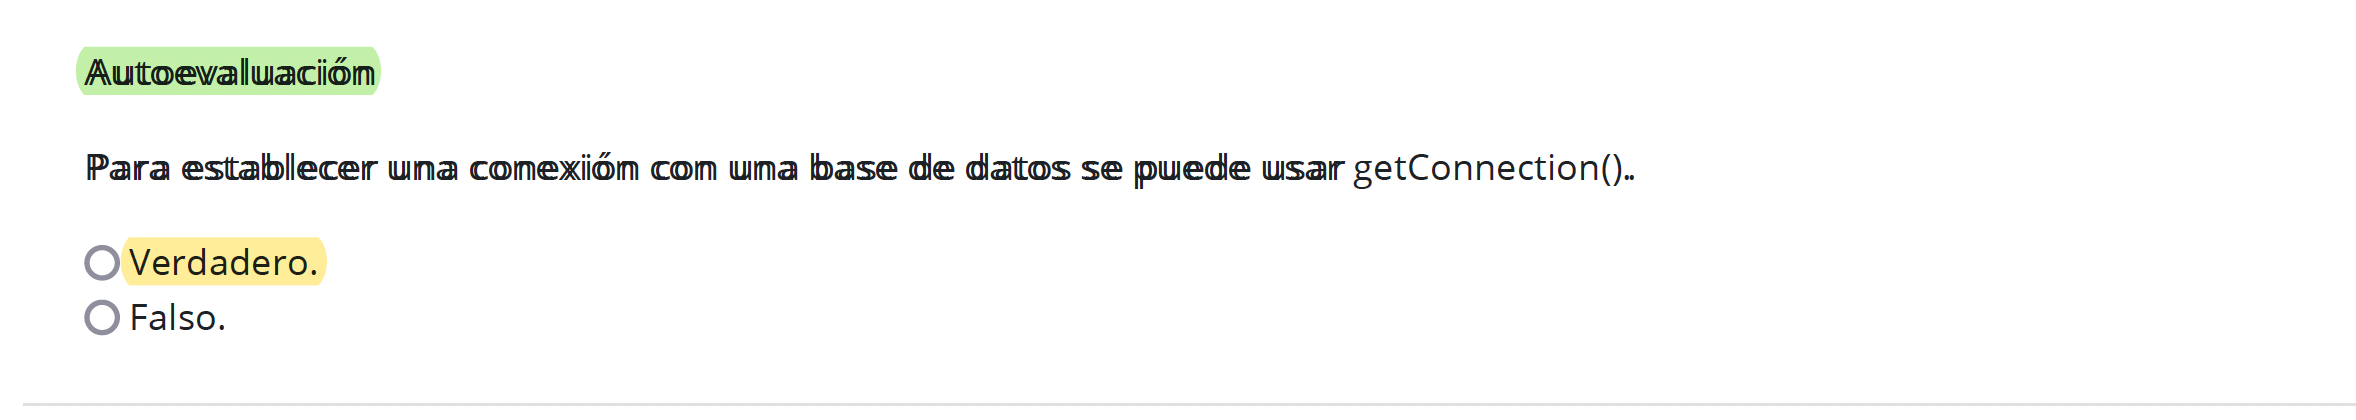 Autoevaluación
Para establecer una conexión con una base de datos se puede usar getConnection().
Verdadero.
Falso.